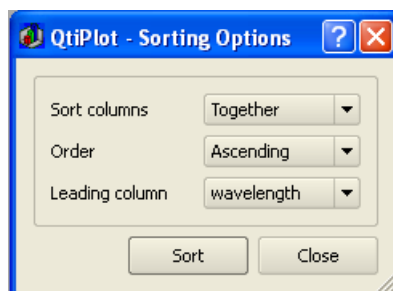 QtiPlot - Sorting Options ?
Sort columns Together
Order Ascending
Leading column wavelength
Sort Close